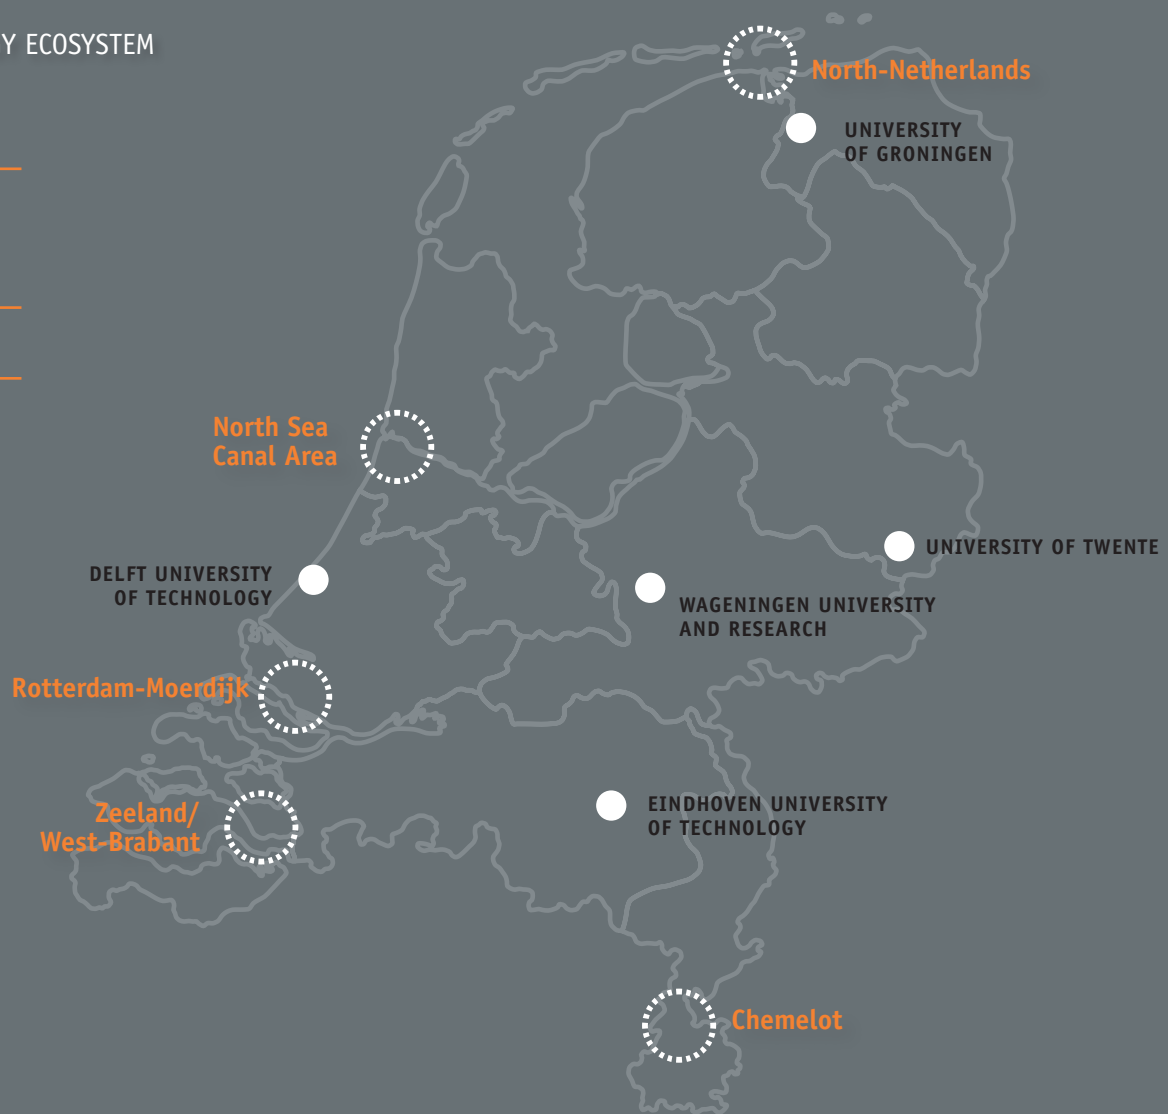 Y ECOSYSTEM
North-Netherlands
UNIVERSITY
OF GRONINGEN
North Sea
Canal Area
UNIVERSITY OF TWENTE
DELFT UNIVERSITY
OF TECHNOLOGY
WAGENINGEN UNIVERSITY
AND RESEARCH
Rotterdam-Moerdijk
Zeeland/
West-Brabant
EINDHOVEN UNIVERSITY
OF TECHNOLOGY
Chemelot